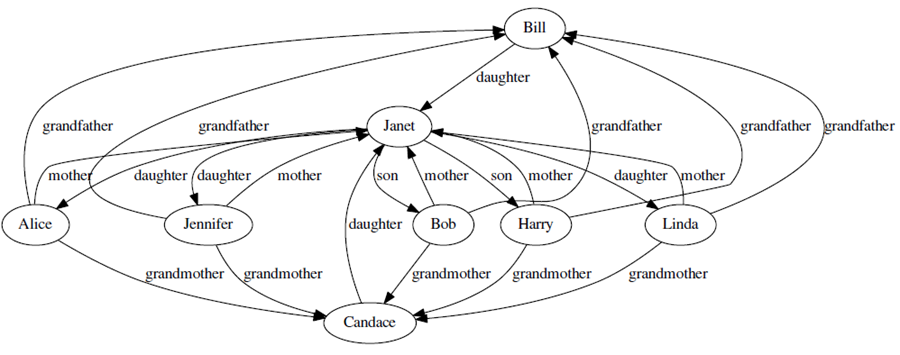 Bill
daughter
grandfather grandfather grandfather grandfather grandfather
Janet
mother daughter daughter mother son mother son mother daughter mother
Alice Jennifer Bob Harry Linda
daughter
grandmother grandmother grandmother grandmother grandmother
Candace